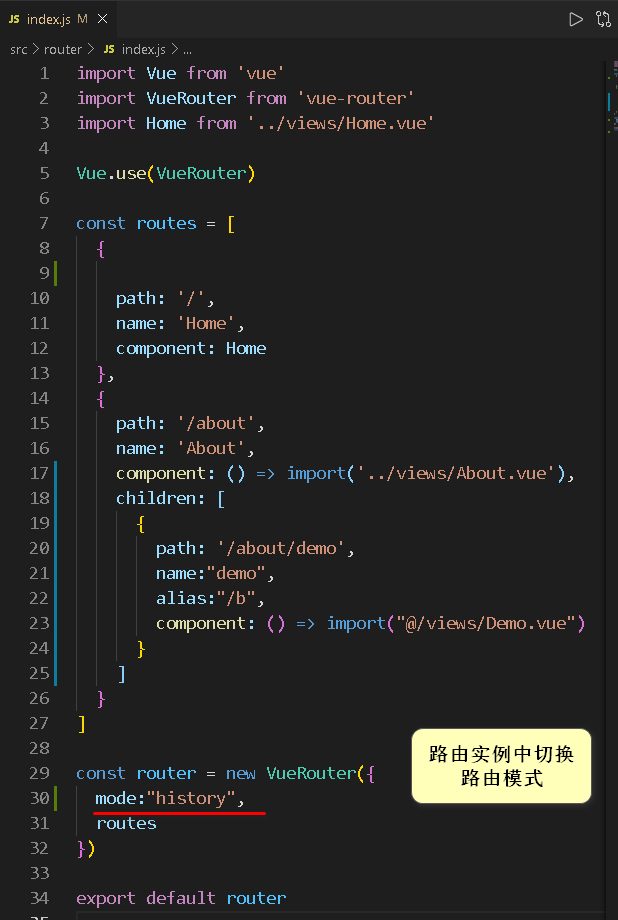 JS index.js M ×
src > router > JS index.js > ...
1 import Vue from 'vue'
2 import VueRouter from 'vue-router'
3 import Home from '../views/Home.vue'
4
5 Vue.use(VueRouter)
6
7 const routes = [
8 {
9
10 path: '/',
11 name: 'Home',
12 component: Home
13 },
14 {
15 path: '/about',
16 name: 'About',
17 component: () => import('../views/About.vue'),
18 children: [
19 {
20 path: '/about/demo',
21 name:"demo",
22 alias:"/b",
23 component: () => import("@/views/Demo.vue")
24 }
25 ]
26 }
27 ]
28
29 const router = new VueRouter({
30 mode:"history",
31 routes
32 })
33
34 export default router
路由实例中切换
路由模式